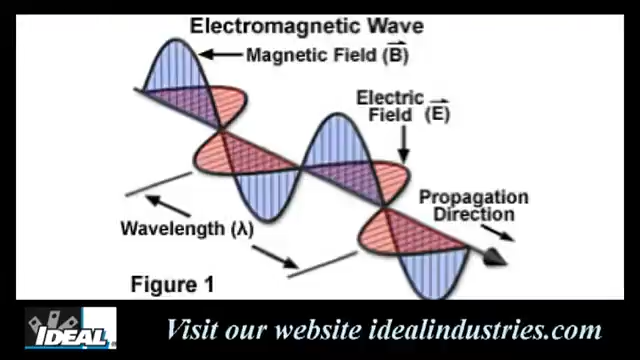 Electromagnetic Wave
Magnetic Field (B)
Electric
Field (E)
Propagation
Direction
Wavelength (λ)
Figure 1
IDEAL
Visit our website idealindustries.com